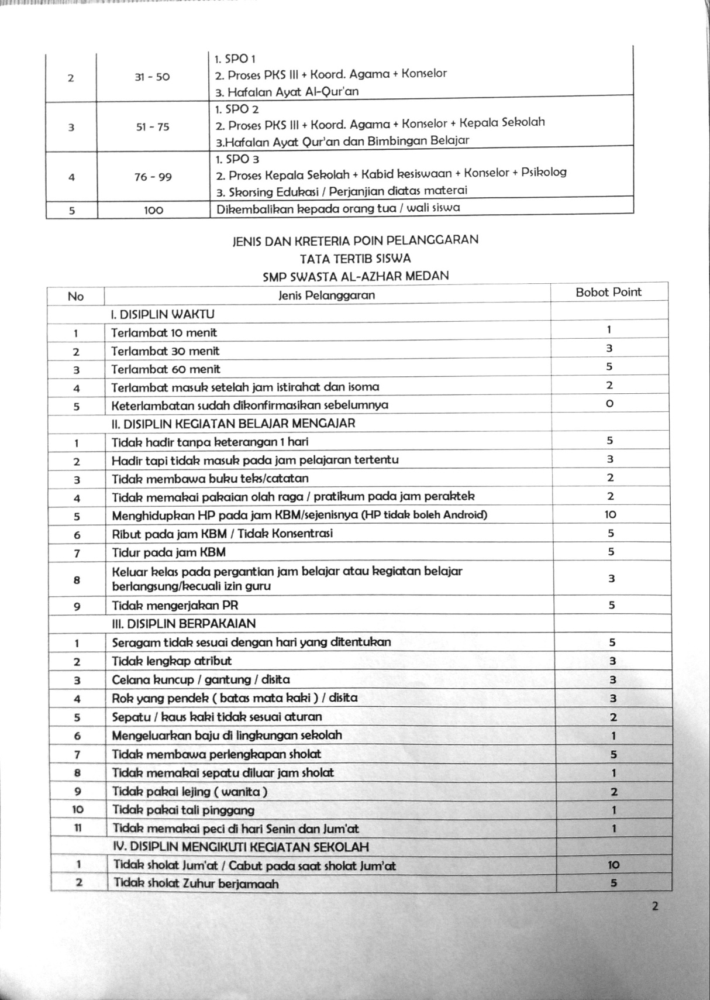 2 31 - 50 1. SPO 1
2. Proses PKS III + Koord. Agama + Konselor
3. Hafalan Ayat Al-Qur'an
3 51 - 75 1. SPO 2
2. Proses PKS III + Koord. Agama + Konselor + Kepala Sekolah
3.Hafalan Ayat Qur'an dan Bimbingan Belajar
4 76 - 99 1. SPO 3
2. Proses Kepala Sekolah + Kabid kesiswaan + Konselor + Psikolog
3. Skorsing Edukasi / Perjanjian diatas materai
5 100 Dikembalikan kepada orang tua / wali siswa
JENIS DAN KRETERIA POIN PELANGGARAN
TATA TERTIB SISWA
SMP SWASTA AL-AZHAR MEDAN
No Jenis Pelanggaran Bobot Point
I. DISIPLIN WAKTU
1 Terlambat 10 menit 1
2 Terlambat 30 menit 3
3 Terlambat 60 menit 5
4 Terlambat masuk setelah jam istirahat dan isoma 2
5 Keterlambatan sudah dikonfirmasikan sebelumnya 0
II. DISIPLIN KEGIATAN BELAJAR MENGAJAR
1 Tidak hadir tanpa keterangan 1 hari 5
2 Hadir tapi tidak masuk pada jam pelajaran tertentu 3
3 Tidak membawa buku teks/catatan 2
4 Tidak memakai pakaian olah raga / pratikum pada jam peraktek 2
5 Menghidupkan HP pada jam KBM/sejenisnya (HP tidak boleh Android) 10
6 Ribut pada jam KBM / Tidak Konsentrasi 5
7 Tidur pada jam KBM 5
8 Keluar kelas pada pergantian jam belajar atau kegiatan belajar
berlangsung/kecuali izin guru 3
9 Tidak mengerjakan PR 5
III. DISIPLIN BERPAKAIAN
1 Seragam tidak sesuai dengan hari yang ditentukan 5
2 Tidak lengkap atribut 3
3 Celana kuncup / gantung / disita 3
4 Rok yang pendek ( batas mata kaki ) / disita 3
5 Sepatu / kaus kaki tidak sesuai aturan 2
6 Mengeluarkan baju di lingkungan sekolah 1
7 Tidak membawa perlengkapan sholat 5
8 Tidak memakai sepatu diluar jam sholat 1
9 Tidak pakai lejing ( wanita ) 2
10 Tidak pakai tali pinggang 1
11 Tidak memakai peci di hari Senin dan Jum'at 1
IV. DISIPLIN MENGIKUTI KEGIATAN SEKOLAH
1 Tidak sholat Jum'at / Cabut pada saat sholat Jum'at 10
2 Tidak sholat Zuhur berjamaah 5
2